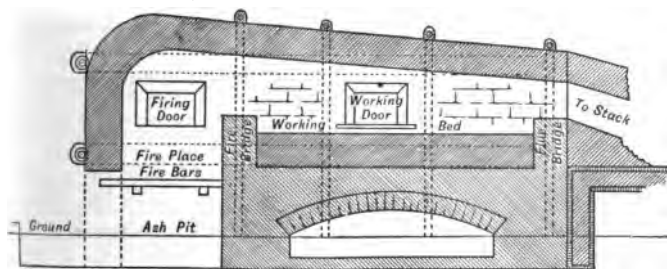 Firing
Door
Working
Door
To Stack
Fire
Bridge
Working
Bed
Flue
Bridge
Fire Place
Fire Bars
Ground
Ash Pit